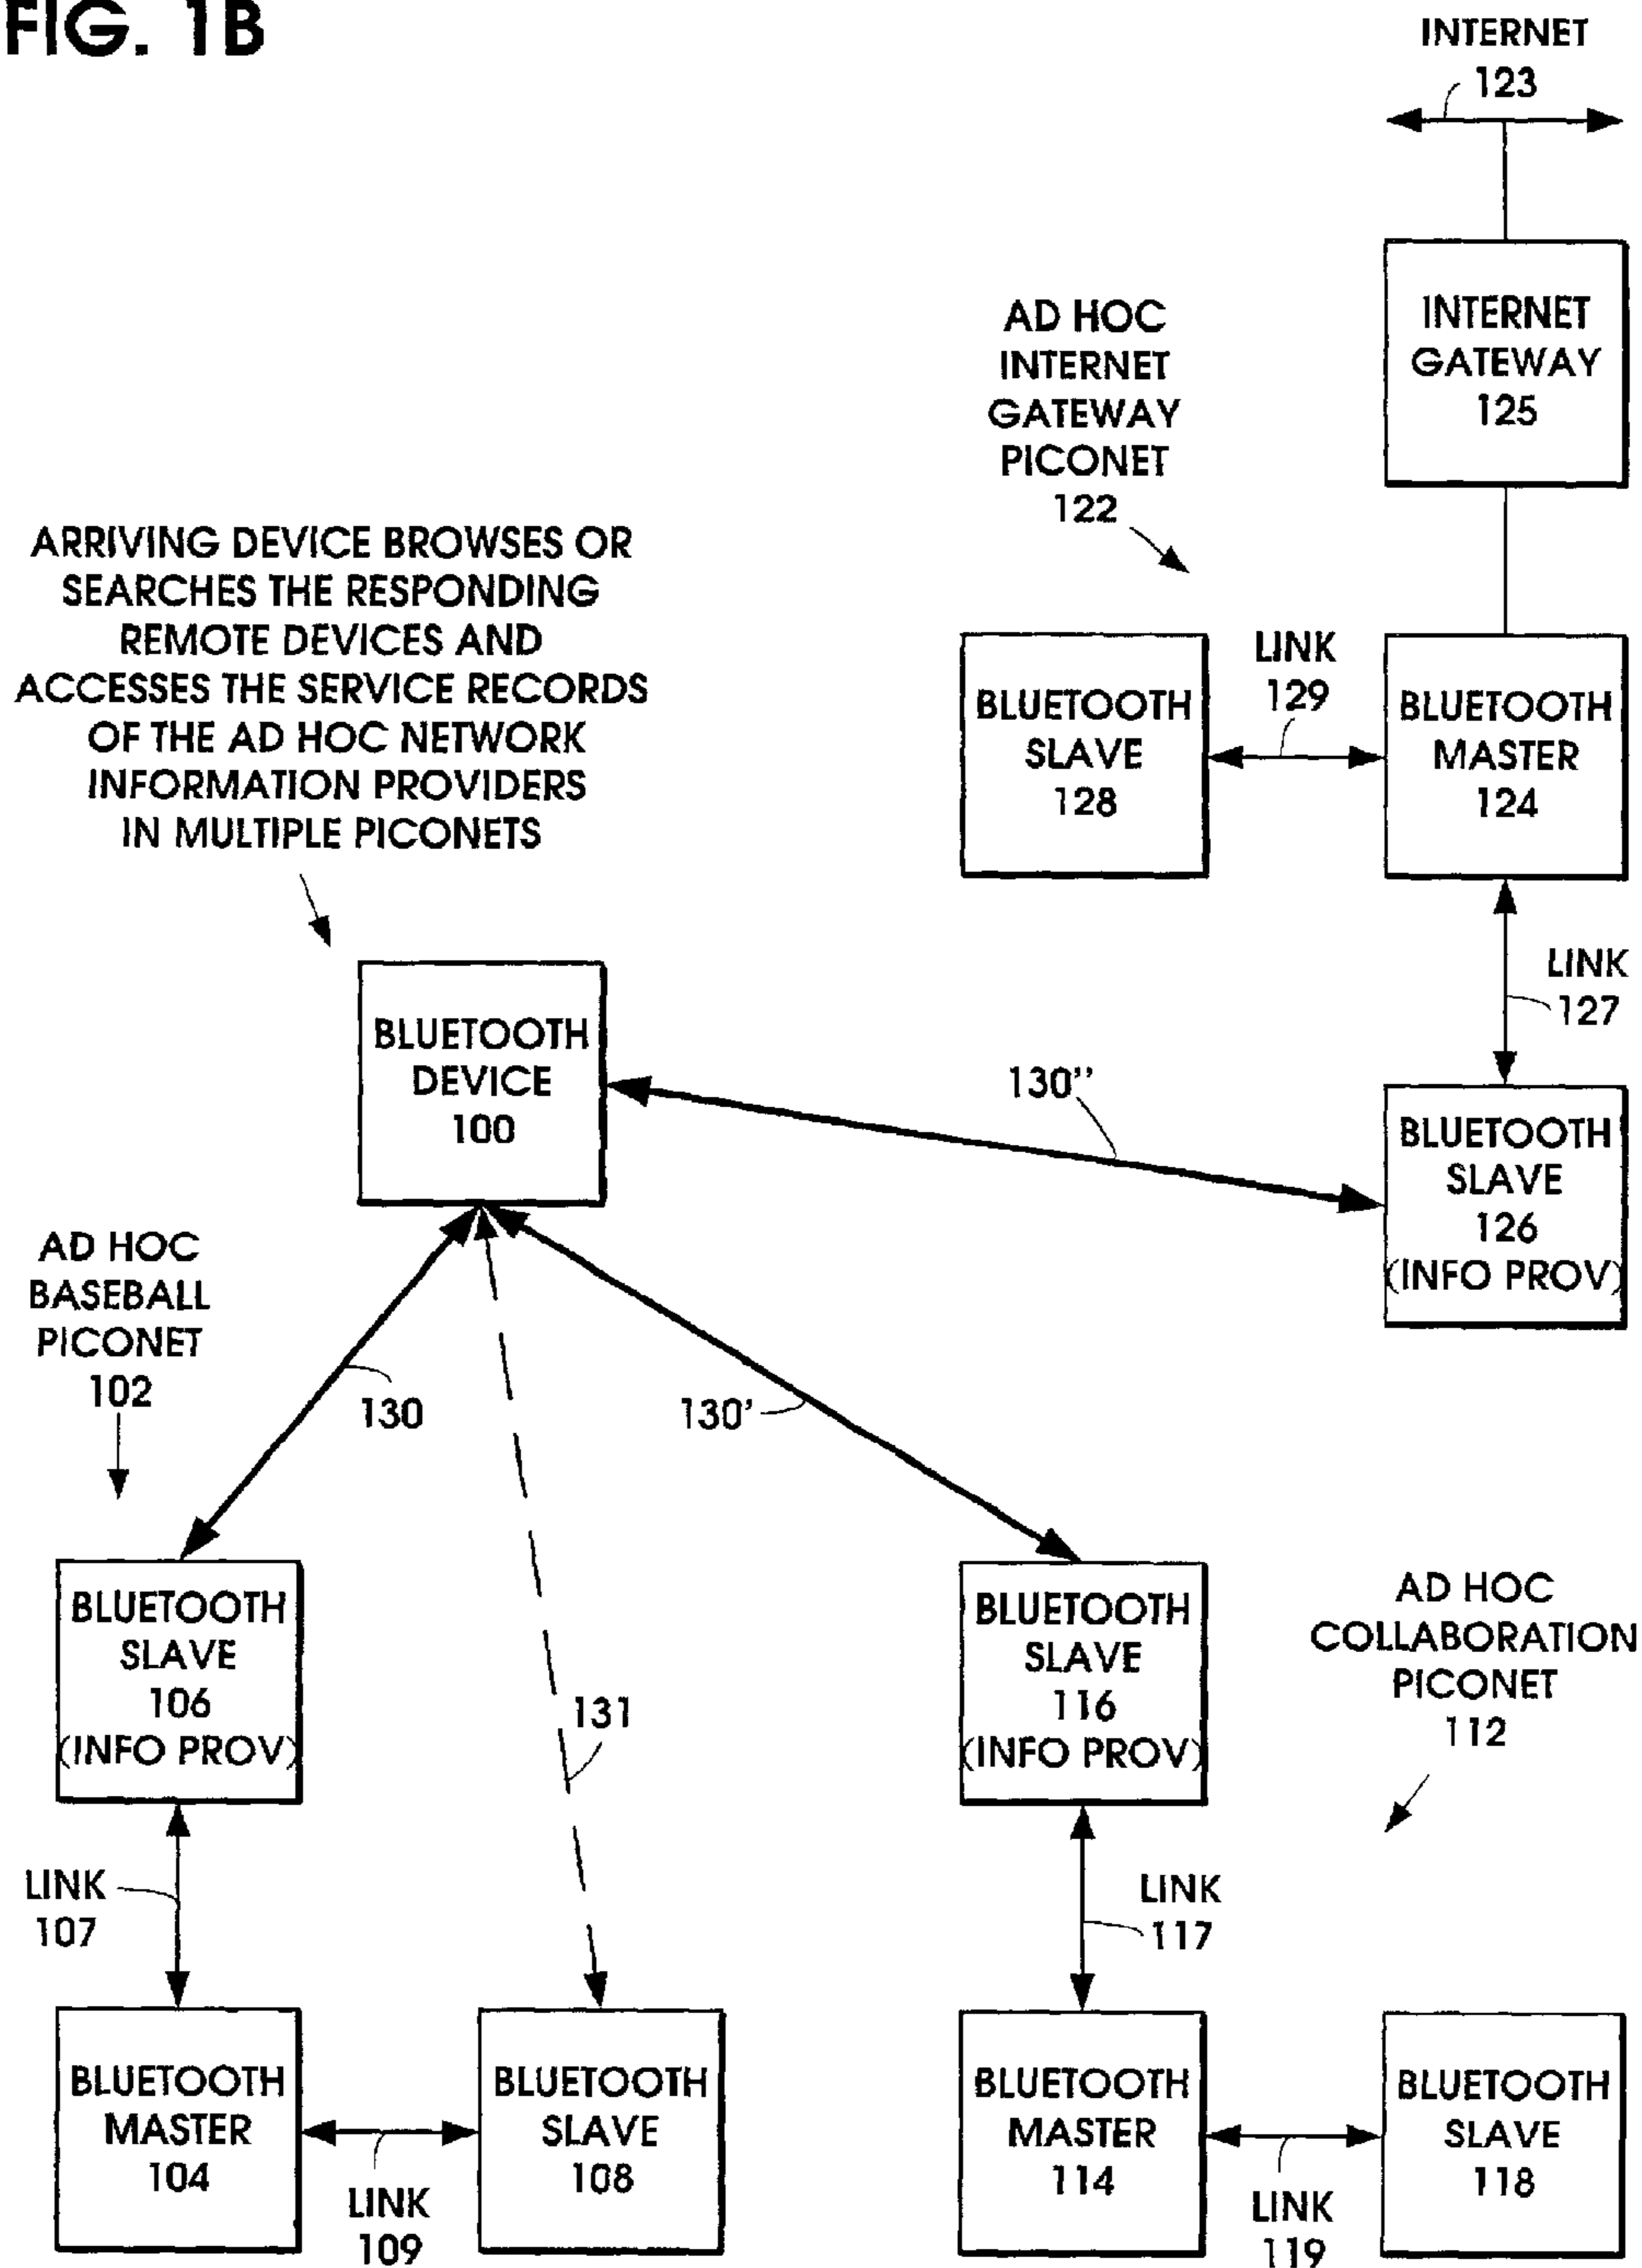 FIG. 1B
INTERNET
123
INTERNET
GATEWAY
125
AD HOC
INTERNET
GATEWAY
PICONET
122
ARRIVING DEVICE BROWSES OR
SEARCHES THE RESPONDING
REMOTE DEVICES AND
ACCESSES THE SERVICE RECORDS
OF THE AD HOC NETWORK
INFORMATION PROVIDERS
IN MULTIPLE PICONETS
BLUETOOTH
SLAVE
128
LINK
129
BLUETOOTH
MASTER
124
LINK
127
BLUETOOTH
DEVICE
100
130''
BLUETOOTH
SLAVE
126
(INFO PROV)
AD HOC
BASEBALL
PICONET
102
130
130'
BLUETOOTH
SLAVE
106
(INFO PROV)
131
BLUETOOTH
SLAVE
116
(INFO PROV)
AD HOC
COLLABORATION
PICONET
112
LINK
107
LINK
117
BLUETOOTH
MASTER
104
LINK
109
BLUETOOTH
SLAVE
108
BLUETOOTH
MASTER
114
LINK
119
BLUETOOTH
SLAVE
118